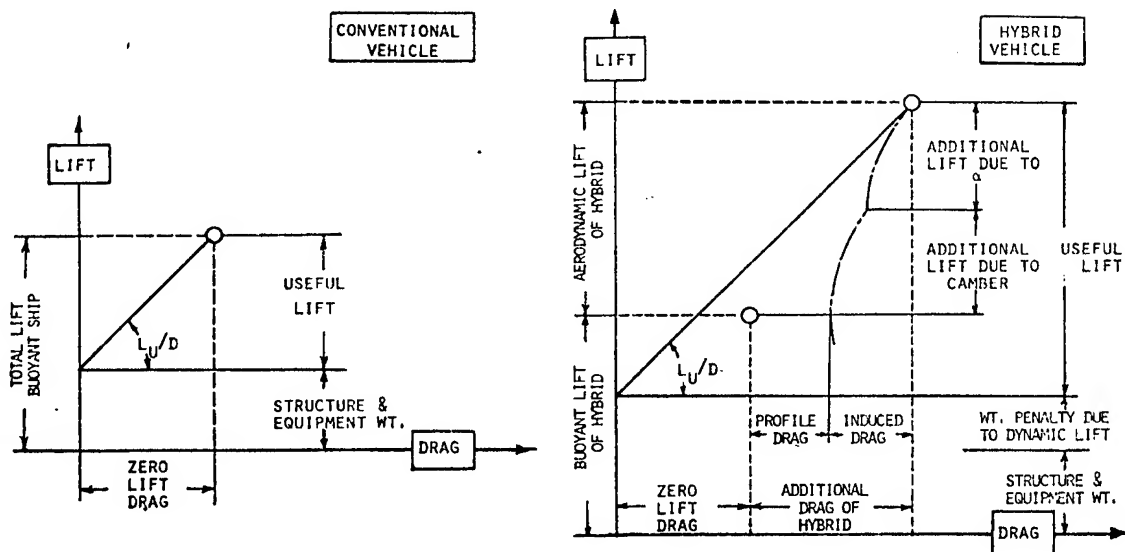 CONVENTIONAL
VEHICLE
LIFT
TOTAL LIFT
BUOYANT SHIP
USEFUL
LIFT
L_U/D
STRUCTURE &
EQUIPMENT WT.
DRAG
ZERO
LIFT
DRAG
HYBRID
VEHICLE
LIFT
AERODYNAMIC LIFT
OF HYBRID
BUOYANT LIFT
OF HYBRID
ADDITIONAL
LIFT DUE TO
α
ADDITIONAL
LIFT DUE TO
CAMBER
USEFUL
LIFT
L_U/D
PROFILE
DRAG
INDUCED
DRAG
WT. PENALTY DUE
TO DYNAMIC LIFT
STRUCTURE &
EQUIPMENT WT.
ZERO
LIFT
DRAG
ADDITIONAL
DRAG OF
HYBRID
DRAG